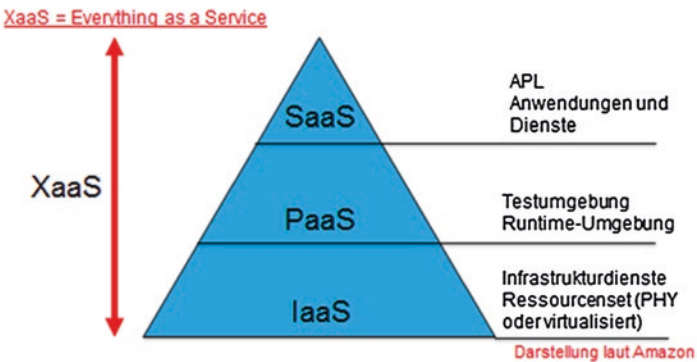 XaaS = Everything as a Service
XaaS
SaaS
APL
Anwendungen und
Dienste
PaaS
Testumgebung
Runtime-Umgebung
IaaS
Infrastrukturdienste
Ressourcenset (PHY
oder virtualisiert)
Darstellung laut Amazon